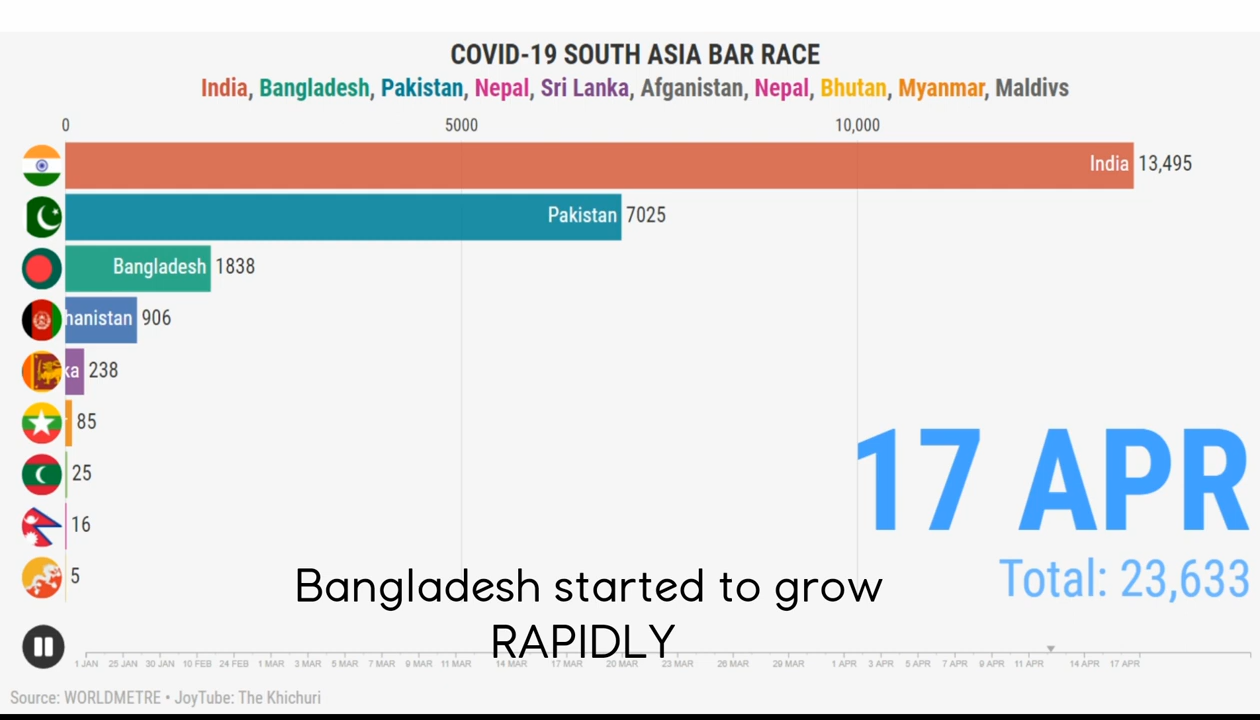 COVID-19 SOUTH ASIA BAR RACE
India, Bangladesh, Pakistan, Nepal, Sri Lanka, Afganistan, Nepal, Bhutan, Myanmar, Maldivs
0 5000 10,000
India 13,495
Pakistan 7025
Bangladesh 1838
hanistan 906
ka 238
85
25
16
5
17 APR
Total: 23,633
Bangladesh started to grow
RAPIDLY
1 JAN 25 JAN 30 JAN 10 FEB 24 FEB 1 MAR 3 MAR 5 MAR 7 MAR 9 MAR 11 MAR 14 MAR 17 MAR 20 MAR 23 MAR 26 MAR 29 MAR 1 APR 3 APR 5 APR 7 APR 9 APR 11 APR 14 APR 17 APR
Source: WORLDMETRE • JoyTube: The Khichuri